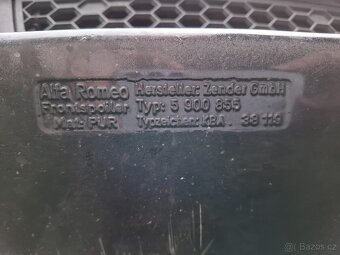 Alfa Romeo
Frontspoiler
Mat.: PUR
Hersteller: Zender GmbH
Typ: 5 900 855
Typzeichen: KBA 38 119
© Bazos.cz